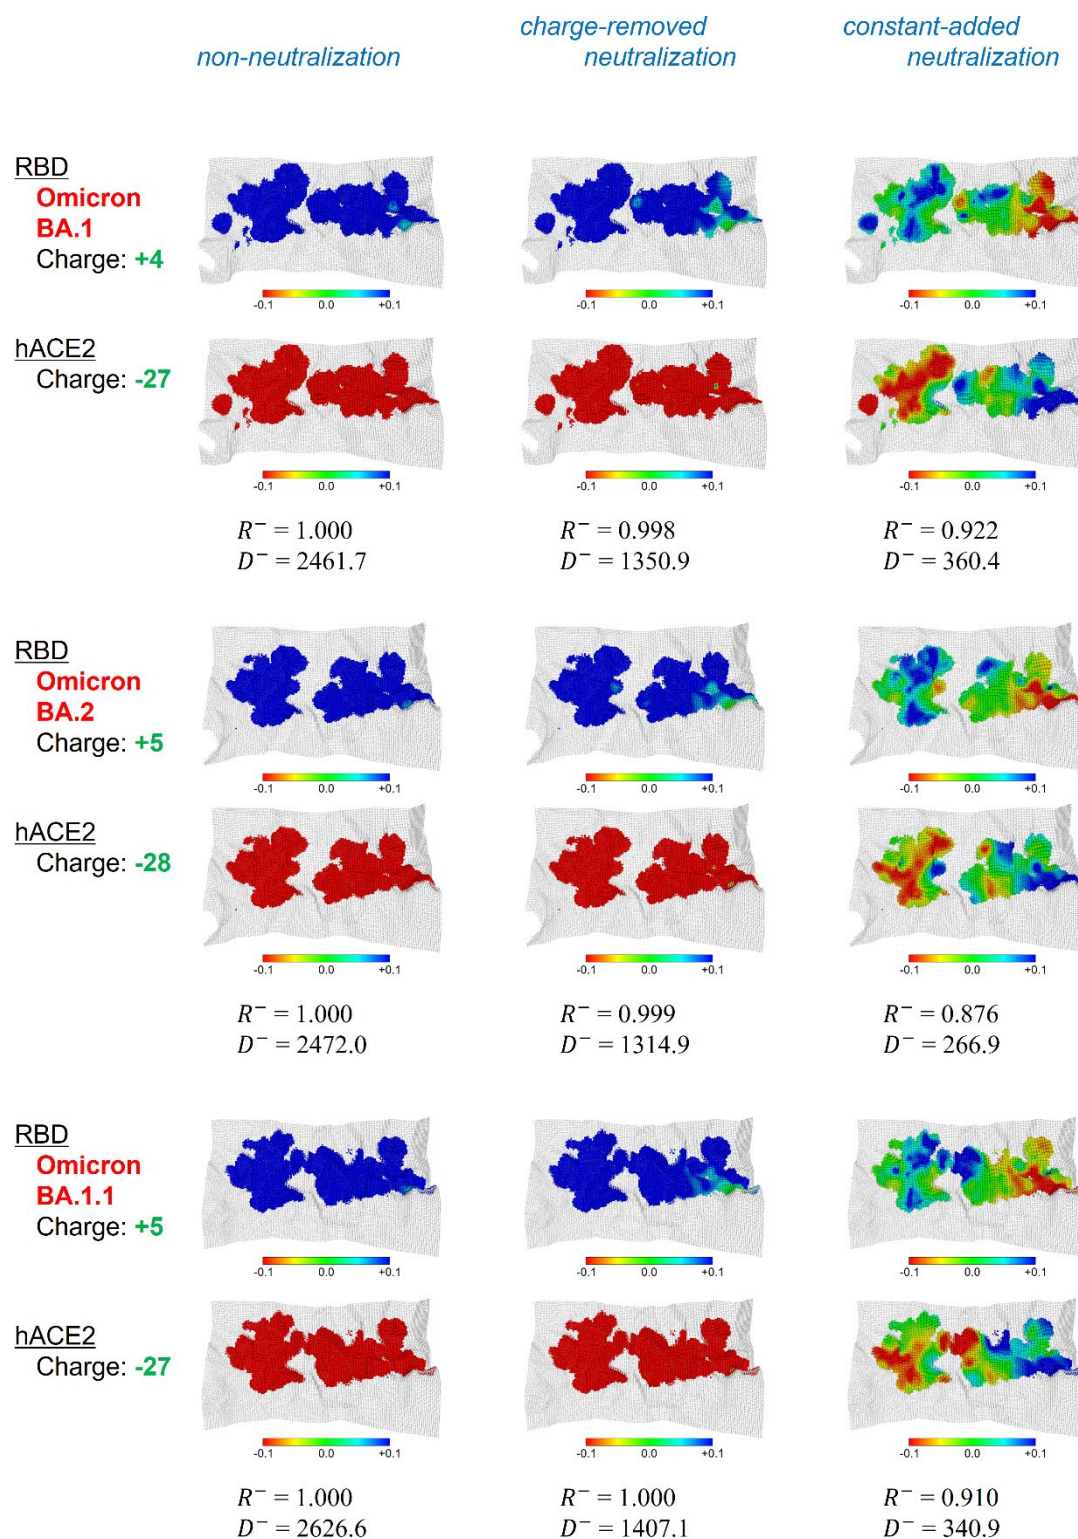 non-neutralization
charge-removed
neutralization
constant-added
neutralization
RBD
Omicron
BA.1
Charge: +4
-0.1 0.0 +0.1
-0.1 0.0 +0.1
-0.1 0.0 +0.1
hACE2
Charge: -27
-0.1 0.0 +0.1
-0.1 0.0 +0.1
-0.1 0.0 +0.1
R⁻ = 1.000
D⁻ = 2461.7
R⁻ = 0.998
D⁻ = 1350.9
R⁻ = 0.922
D⁻ = 360.4
RBD
Omicron
BA.2
Charge: +5
-0.1 0.0 +0.1
-0.1 0.0 +0.1
-0.1 0.0 +0.1
hACE2
Charge: -28
-0.1 0.0 +0.1
-0.1 0.0 +0.1
-0.1 0.0 +0.1
R⁻ = 1.000
D⁻ = 2472.0
R⁻ = 0.999
D⁻ = 1314.9
R⁻ = 0.876
D⁻ = 266.9
RBD
Omicron
BA.1.1
Charge: +5
-0.1 0.0 +0.1
-0.1 0.0 +0.1
-0.1 0.0 +0.1
hACE2
Charge: -27
-0.1 0.0 +0.1
-0.1 0.0 +0.1
-0.1 0.0 +0.1
R⁻ = 1.000
D⁻ = 2626.6
R⁻ = 1.000
D⁻ = 1407.1
R⁻ = 0.910
D⁻ = 340.9